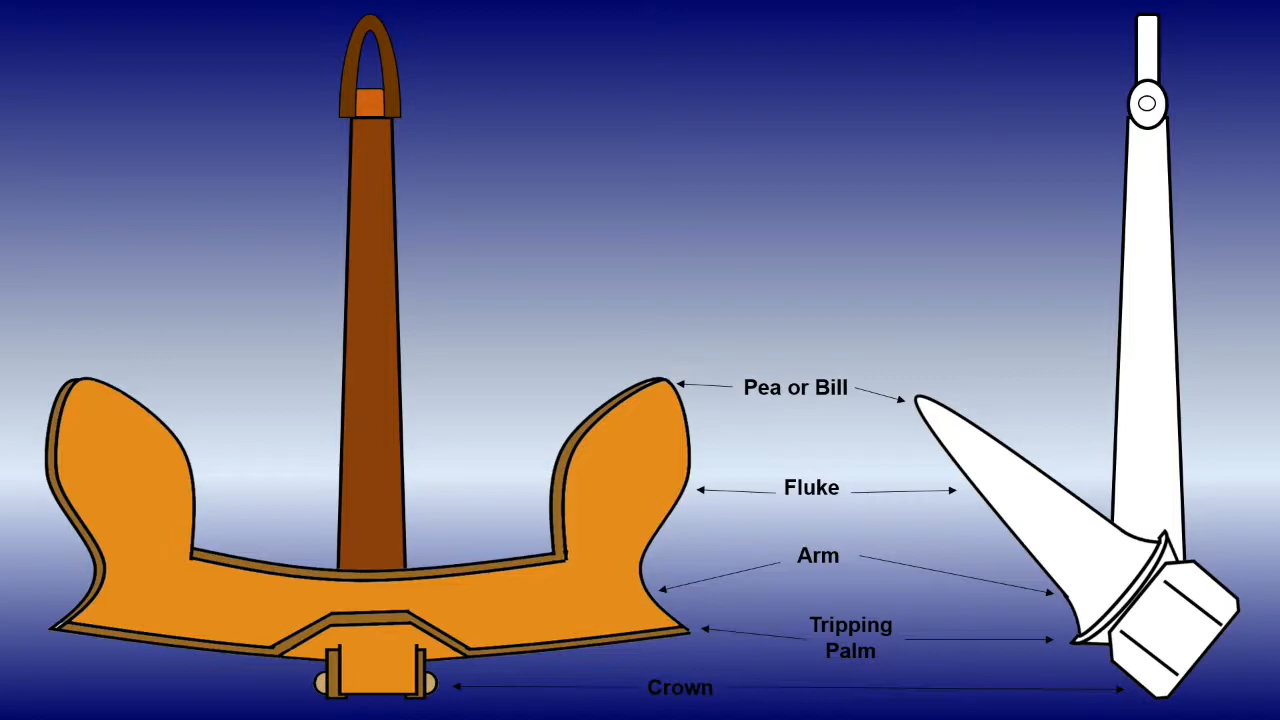 Pea or Bill
Fluke
Arm
Tripping
Palm
Crown